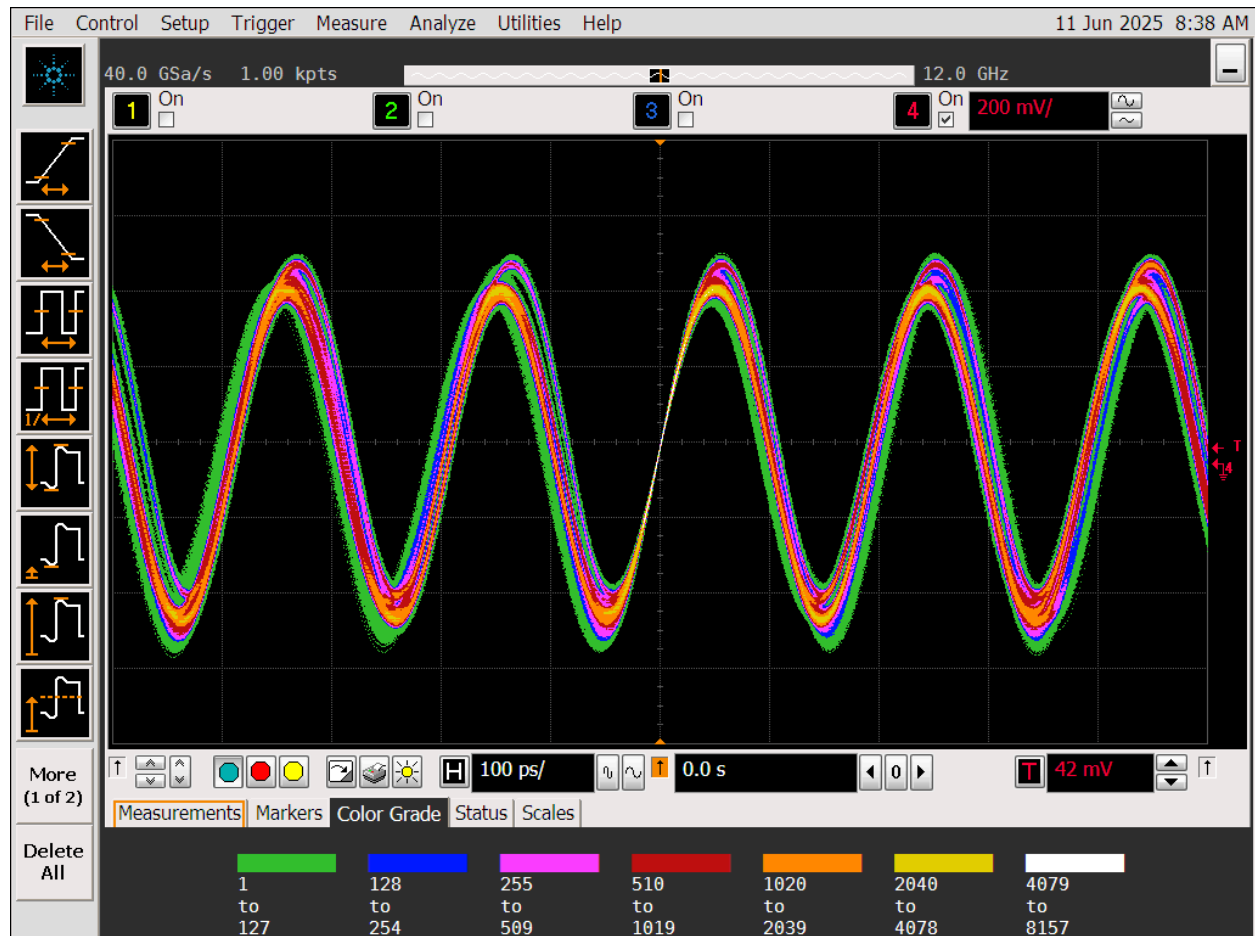 File Control Setup Trigger Measure Analyze Utilities Help 11 Jun 2025 8:38 AM
40.0 GSa/s 1.00 kpts 12.0 GHz
1 On 2 On 3 On 4 On 200 mV/
1/
T
4
H 100 ps/ 0.0 s 0 T 42 mV
More
(1 of 2)
Delete
All
Measurements Markers Color Grade Status Scales
1 128 255 510 1020 2040 4079
to to to to to to to
127 254 509 1019 2039 4078 8157